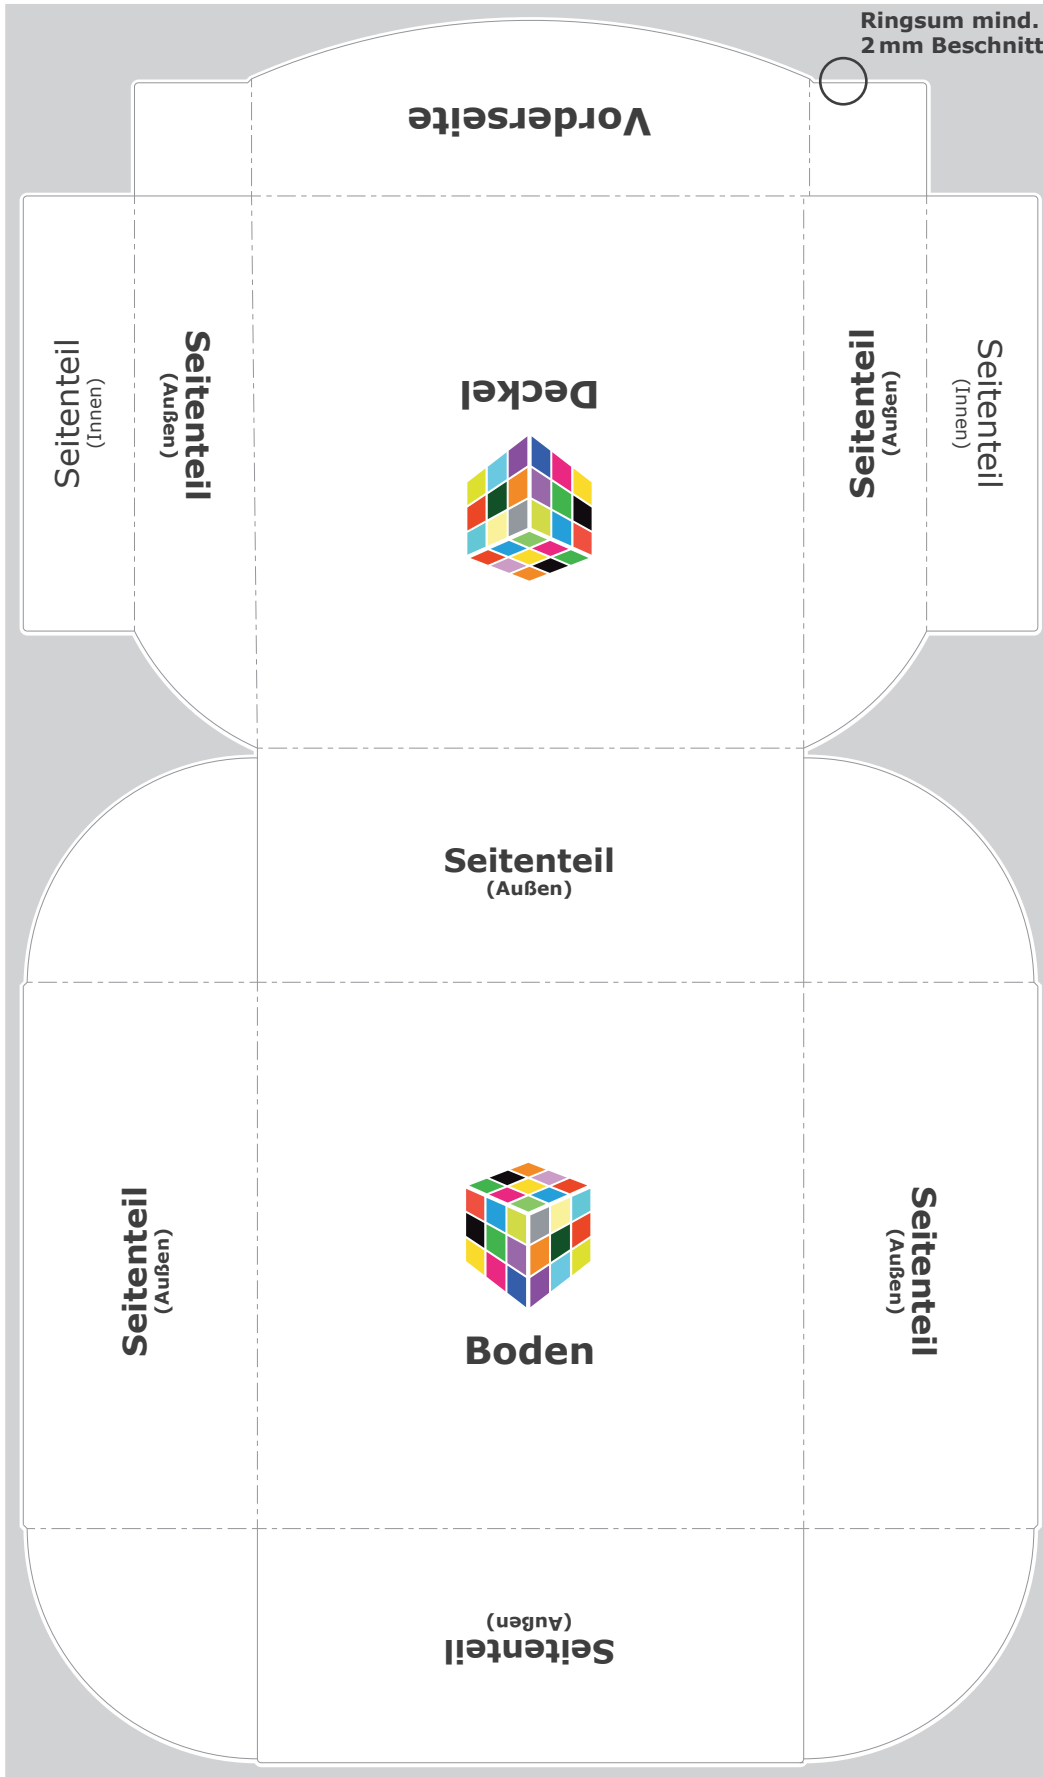 Ringsum mind.
2 mm Beschnitt
Vorderseite
Seitenteil
(Innen)
Seitenteil
(Außen)
Deckel
Seitenteil
(Außen)
Seitenteil
(Innen)
Seitenteil
(Außen)
Seitenteil
(Außen)
Boden
Seitenteil
(Außen)
Seitenteil
(Außen)